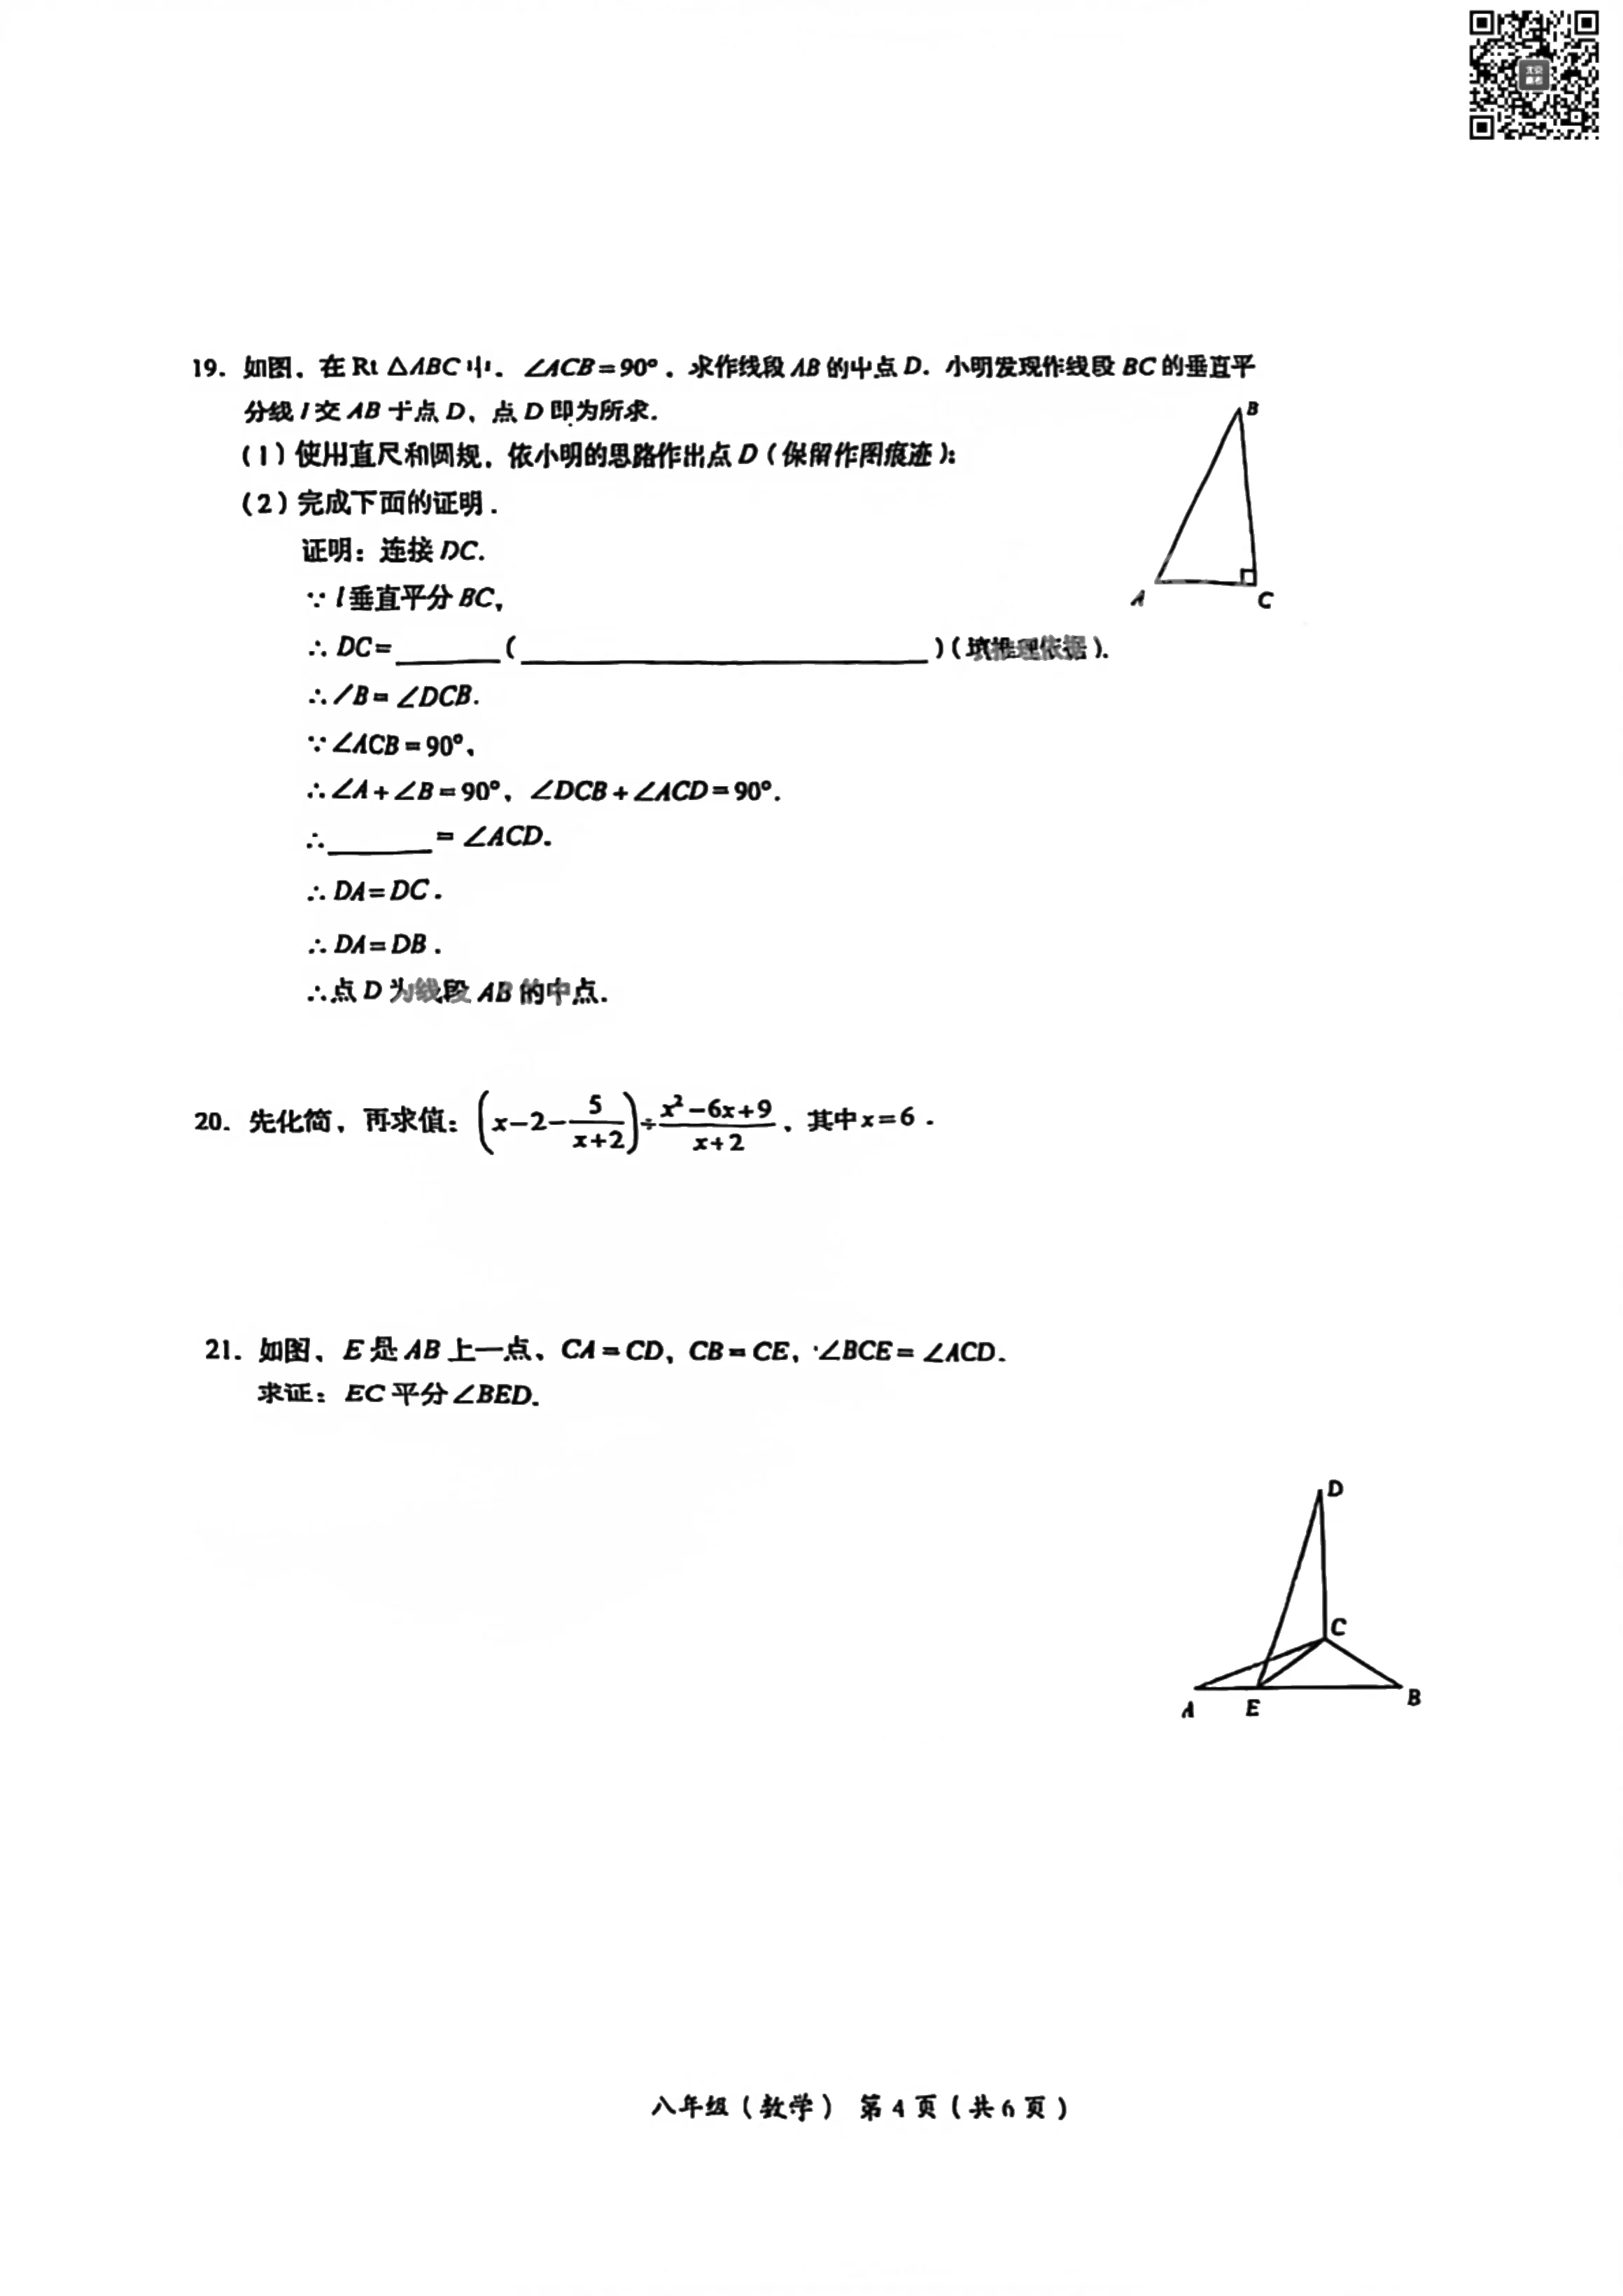 19. 如图，在 Rt △ABC 中，∠ACB=90°，求作线段 AB 的中点 D. 小明发现作线段 BC 的垂直平
分线 l 交 AB 于点 D，点 D 即为所求.
(1) 使用直尺和圆规，依小明的思路作出点 D (保留作图痕迹)；
(2) 完成下面的证明.
证明：连接 DC.
∵ l 垂直平分 BC，
∴ DC=______(______________________)(填推理依据).
∴ ∠B=∠DCB.
∵ ∠ACB=90°，
∴ ∠A+∠B=90°，∠DCB+∠ACD=90°.
∴ ______=∠ACD.
∴ DA=DC.
∴ DA=DB.
∴ 点 D 为线段 AB 的中点.
B
A
C
20. 先化简，再求值：(x-2-5/(x+2))÷(x²-6x+9)/(x+2)，其中 x=6.
21. 如图，E 是 AB 上一点，CA=CD，CB=CE，∠BCE=∠ACD.
求证：EC 平分∠BED.
D
C
A
E
B
八年级（数学） 第 4 页（共 6 页）